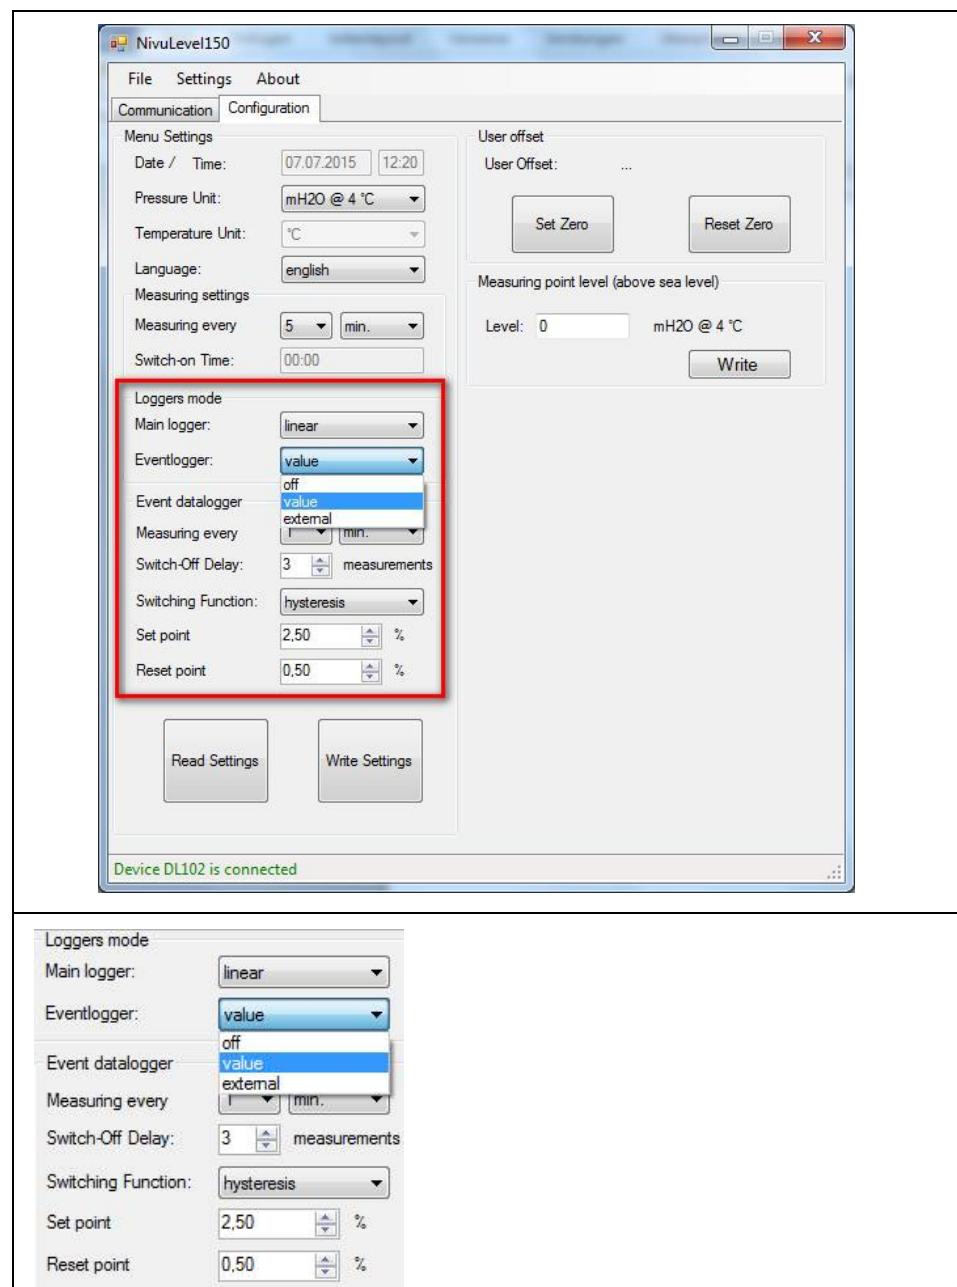 NivuLevel150
File Settings About
Communication Configuration
Menu Settings
Date / Time: 07.07.2015 12:20
Pressure Unit: mH2O @ 4 °C
Temperature Unit: °C
Language: english
Measuring settings
Measuring every 5 min.
Switch-on Time: 00:00
Loggers mode
Main logger: linear
Eventlogger: value
off
Event datalogger value
external
Measuring every 1 min.
Switch-Off Delay: 3 measurements
Switching Function: hysteresis
Set point 2,50 %
Reset point 0,50 %
Read Settings Write Settings
User offset
User Offset: ...
Set Zero Reset Zero
Measuring point level (above sea level)
Level: 0 mH2O @ 4 °C
Write
Device DL102 is connected
Loggers mode
Main logger: linear
Eventlogger: value
off
Event datalogger value
external
Measuring every 1 min.
Switch-Off Delay: 3 measurements
Switching Function: hysteresis
Set point 2,50 %
Reset point 0,50 %